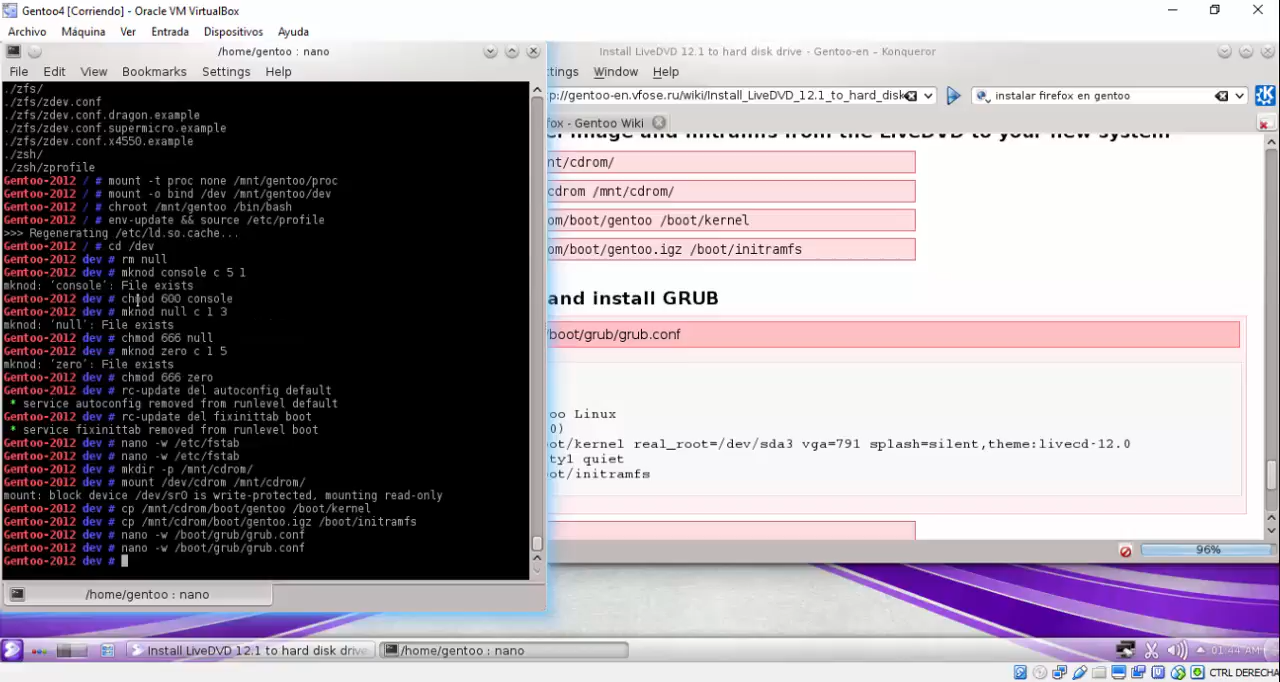 Gentoo4 [Corriendo] - Oracle VM VirtualBox
Archivo Máquina Ver Entrada Dispositivos Ayuda
/home/gentoo : nano
File Edit View Bookmarks Settings Help
./zfs/
./zfs/zdev.conf
./zfs/zdev.conf.dragon.example
./zfs/zdev.conf.supermicro.example
./zfs/zdev.conf.x4550.example
./zsh/
./zsh/zprofile
Gentoo-2012 / # mount -t proc none /mnt/gentoo/proc
Gentoo-2012 / # mount -o bind /dev /mnt/gentoo/dev
Gentoo-2012 / # chroot /mnt/gentoo /bin/bash
Gentoo-2012 / # env-update && source /etc/profile
>>> Regenerating /etc/ld.so.cache...
Gentoo-2012 / # cd /dev
Gentoo-2012 dev # rm null
Gentoo-2012 dev # mknod console c 5 1
mknod: ‘console’: File exists
Gentoo-2012 dev # chmod 600 console
Gentoo-2012 dev # mknod null c 1 3
mknod: ‘null’: File exists
Gentoo-2012 dev # chmod 666 null
Gentoo-2012 dev # mknod zero c 1 5
mknod: ‘zero’: File exists
Gentoo-2012 dev # chmod 666 zero
Gentoo-2012 dev # rc-update del autoconfig default
* service autoconfig removed from runlevel default
Gentoo-2012 dev # rc-update del fixinittab boot
* service fixinittab removed from runlevel boot
Gentoo-2012 dev # nano -w /etc/fstab
Gentoo-2012 dev # nano -w /etc/fstab
Gentoo-2012 dev # mkdir -p /mnt/cdrom/
Gentoo-2012 dev # mount /dev/cdrom /mnt/cdrom/
mount: block device /dev/sr0 is write-protected, mounting read-only
Gentoo-2012 dev # cp /mnt/cdrom/boot/gentoo /boot/kernel
Gentoo-2012 dev # cp /mnt/cdrom/boot/gentoo.igz /boot/initramfs
Gentoo-2012 dev # nano -w /boot/grub/grub.conf
Gentoo-2012 dev # nano -w /boot/grub/grub.conf
Gentoo-2012 dev #
/home/gentoo : nano
Install LiveDVD 12.1 to hard disk drive - Gentoo-en – Konqueror
tings Window Help
p://gentoo-en.vfose.ru/wiki/Install_LiveDVD_12.1_to_hard_disk
instalar firefox en gentoo
fox - Gentoo Wiki
er image and initramfs from the LiveDVD to your new system
nt/cdrom/
cdrom /mnt/cdrom/
om/boot/gentoo /boot/kernel
om/boot/gentoo.igz /boot/initramfs
and install GRUB
/boot/grub/grub.conf
oo Linux
0)
ot/kernel real_root=/dev/sda3 vga=791 splash=silent,theme:livecd-12.0
ty1 quiet
ot/initramfs
96%
Install LiveDVD 12.1 to hard disk drive
/home/gentoo : nano
01:44 AM
CTRL DERECHA